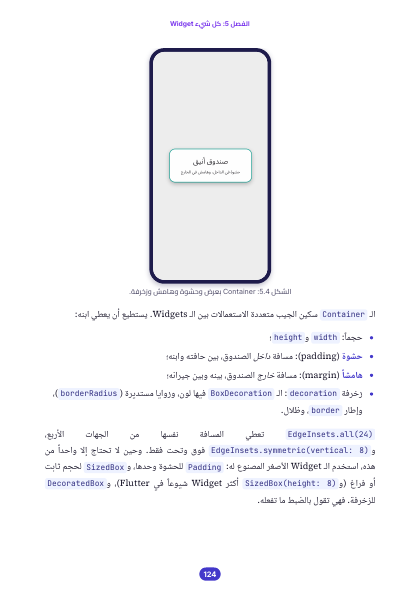 الفصل 5: كل شيء Widget
صندوق أنيق
حشوة في الداخل، وهامش في الخارج
الشكل 5.4: Container بعرض وحشوة وهامش وزخرفة.
الـ Container سكين الجيب متعددة الاستعمالات بين الـ Widgets. يستطيع أن يعطي ابنه:
• حجماً: width و height؛
• حشوة (padding): مسافة داخل الصندوق، بين حافته وابنه؛
• هامشاً (margin): مسافة خارج الصندوق، بينه وبين جيرانه؛
• زخرفة decoration: الـ BoxDecoration فيها لون، وزوايا مستديرة (borderRadius)،
وإطار border، وظلال.
EdgeInsets.all(24) تعطي المسافة نفسها من الجهات الأربع،
و EdgeInsets.symmetric(vertical: 8) فوق وتحت فقط. وحين لا تحتاج إلا واحداً من
هذه، استخدم الـ Widget الأصغر المصنوع له: Padding للحشوة وحدها، و SizedBox لحجم ثابت
أو فراغ (و SizedBox(height: 8) أكثر Widget شيوعاً في Flutter)، و DecoratedBox
للزخرفة. فهي تقول بالضبط ما تفعله.
124